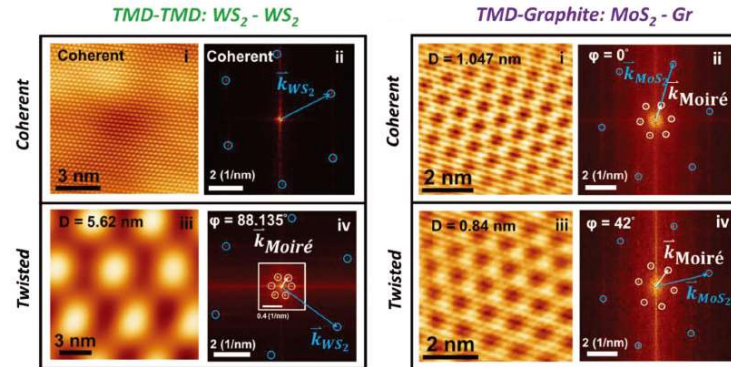 TMD-TMD: WS₂ - WS₂
TMD-Graphite: MoS₂ - Gr
Coherent
Coherent
i
3 nm
Coherent
ii
k⃗WS₂
2 (1/nm)
Twisted
D = 5.62 nm
iii
3 nm
φ = 88.135°
iv
k⃗Moiré
0.4 (1/nm)
k⃗WS₂
2 (1/nm)
Coherent
D = 1.047 nm
i
2 nm
φ = 0°
ii
k⃗MoS₂
k⃗Moiré
2 (1/nm)
Twisted
D = 0.84 nm
iii
2 nm
φ = 42°
iv
k⃗Moiré
k⃗MoS₂
2 (1/nm)